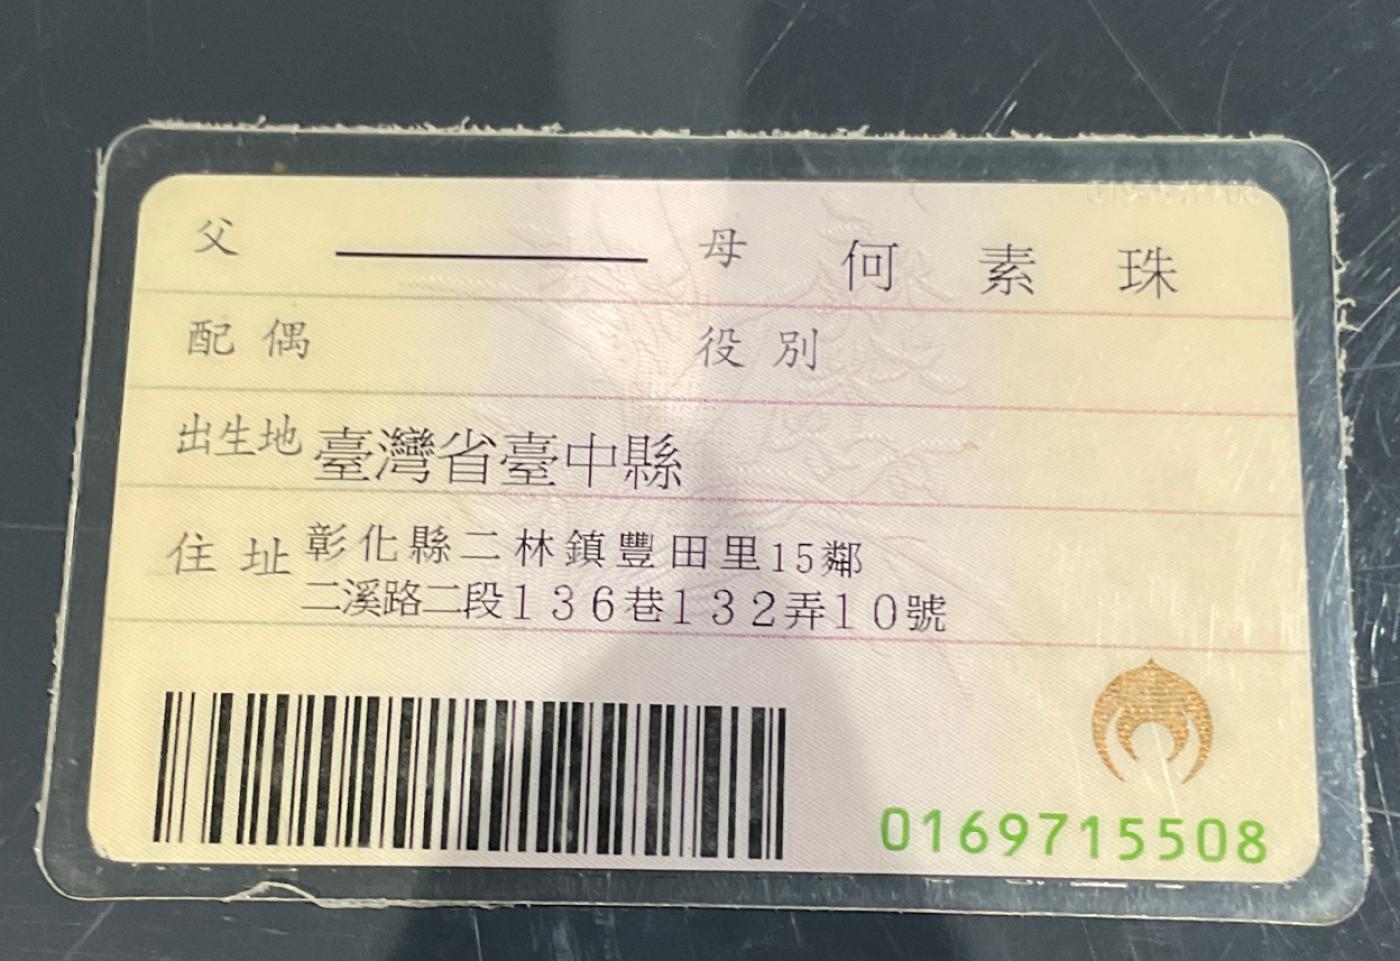 父 母 何素珠
配偶 役別
出生地 臺灣省臺中縣
住址 彰化縣二林鎮豐田里15鄰
二溪路二段136巷132弄10號
0169715508